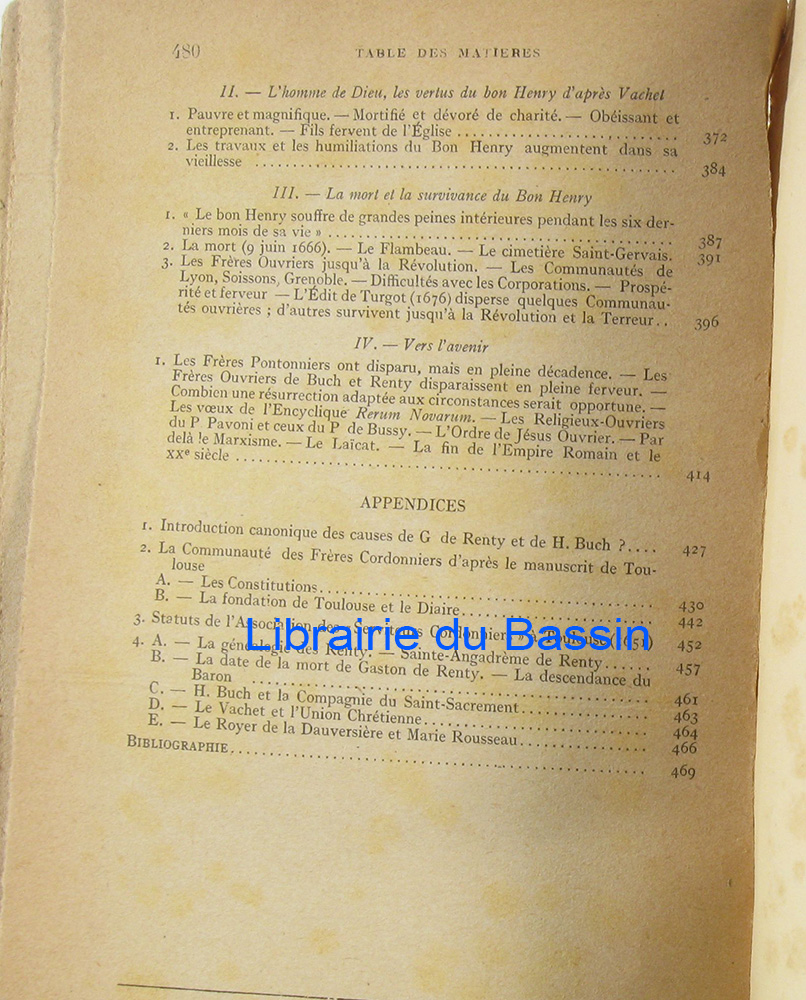 480 TABLE DES MATIERES
II. — L'homme de Dieu, les vertus du bon Henry d'après Vachet
1. Pauvre et magnifique. — Mortifié et dévoré de charité. — Obéissant et
entreprenant. — Fils fervent de l'Église 372
2. Les travaux et les humiliations du Bon Henry augmentent dans sa
vieillesse 384
III. — La mort et la survivance du Bon Henry
1. « Le bon Henry souffre de grandes peines intérieures pendant les six der-
niers mois de sa vie » 387
2. La mort (9 juin 1666). — Le Flambeau. — Le cimetière Saint-Gervais. 391
3. Les Frères Ouvriers jusqu'à la Révolution. — Les Communautés de
Lyon, Soissons, Grenoble. — Difficultés avec les Corporations. — Prospé-
rité et ferveur — L'Édit de Turgot (1676) disperse quelques Communau-
tés ouvrières ; d'autres survivent jusqu'à la Révolution et la Terreur.. 396
IV. — Vers l'avenir
1. Les Frères Pontonniers ont disparu, mais en pleine décadence. — Les
Frères Ouvriers de Buch et Renty disparaissent en pleine ferveur. —
Combien une résurrection adaptée aux circonstances serait opportune. —
Les vœux de l'Encyclique Rerum Novarum. — Les Religieux-Ouvriers
du P Pavoni et ceux du P de Bussy. — L'Ordre de Jésus Ouvrier. — Par
delà le Marxisme. — Le Laïcat. — La fin de l'Empire Romain et le
XXe siècle 414
APPENDICES
1. Introduction canonique des causes de G de Renty et de H. Buch ?.... 427
2. La Communauté des Frères Cordonniers d'après le manuscrit de Tou-
louse
A. — Les Constitutions 430
B. — La fondation de Toulouse et le Diaire 442
3. Statuts de l'Association des Serviteurs Cordonniers 452
4. A. — La généalogie des Renty. — Sainte-Angadrème de Renty 457
B. — La date de la mort de Gaston de Renty. — La descendance du
Baron 461
C. — H. Buch et la Compagnie du Saint-Sacrement 463
D. — Le Vachet et l'Union Chrétienne 464
E. — Le Royer de la Dauversière et Marie Rousseau 466
BIBLIOGRAPHIE 469
Librairie du Bassin